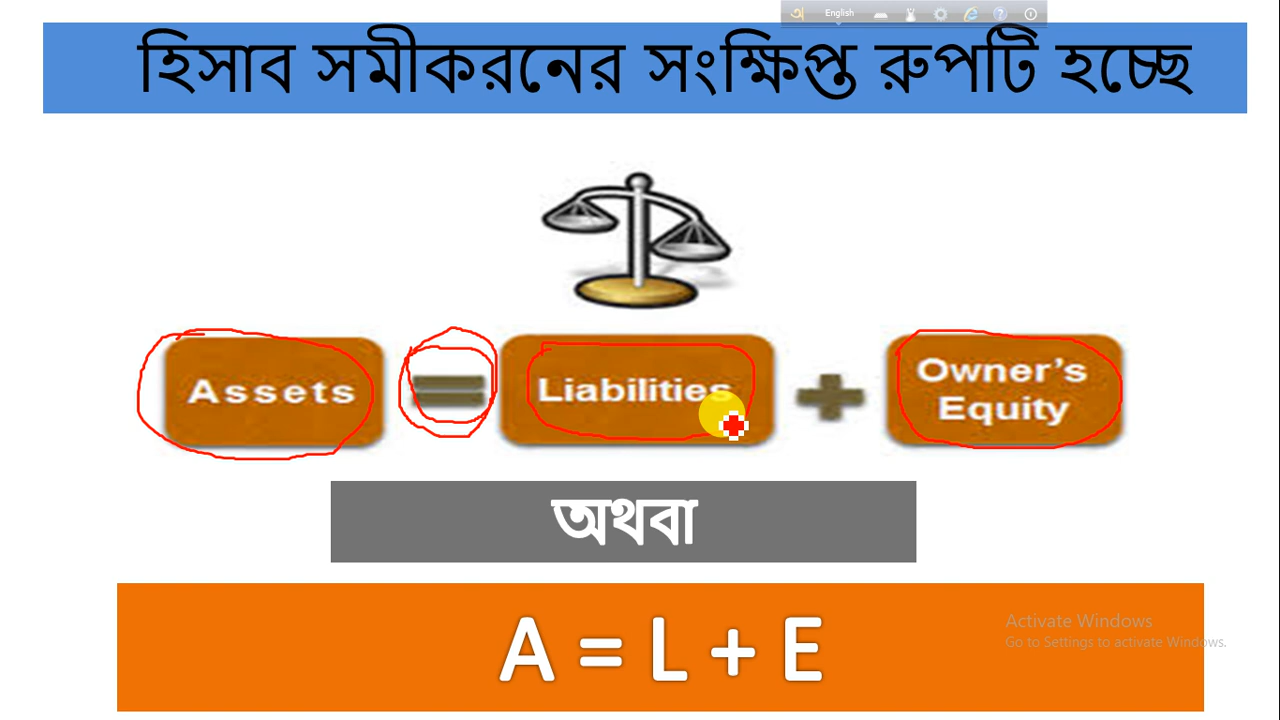 English
হিসাব সমীকরনের সংক্ষিপ্ত রুপটি হচ্ছে
Assets = Liabilities + Owner's Equity
অথবা
A = L + E
Activate Windows
Go to Settings to activate Windows.